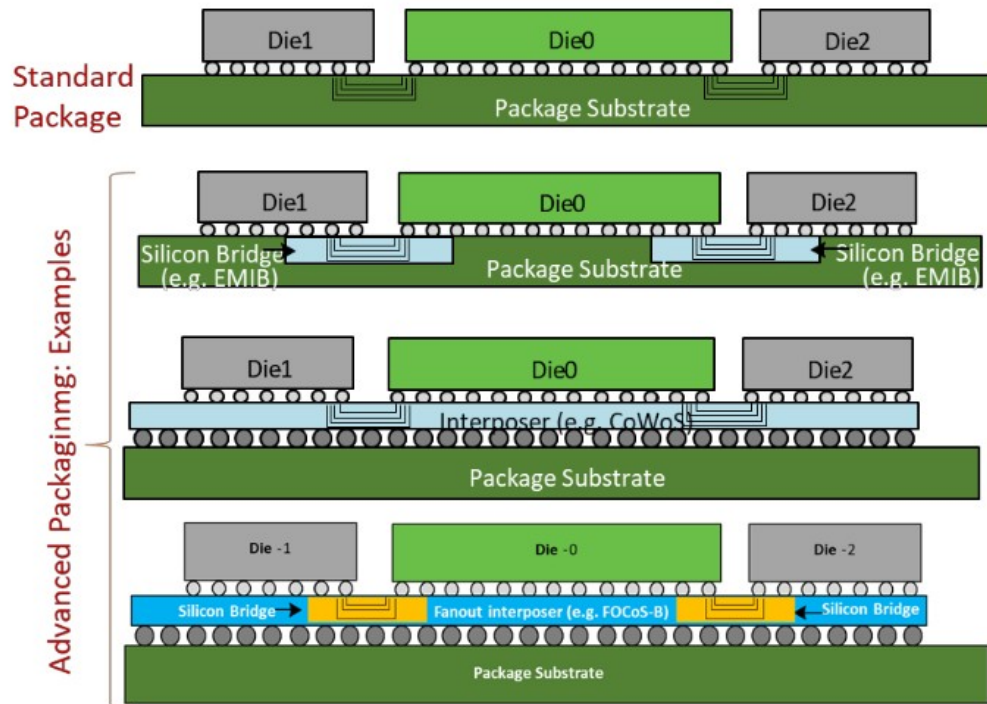 Die1
Die0
Die2
Standard
Package
Package Substrate
Advanced Packaginmg: Examples
Die1
Die0
Die2
Silicon Bridge
(e.g. EMIB)
Package Substrate
Silicon Bridge
(e.g. EMIB)
Die1
Die0
Die2
Interposer (e.g. CoWoS)
Package Substrate
Die -1
Die -0
Die -2
Silicon Bridge
Fanout interposer (e.g. FOCoS-B)
Silicon Bridge
Package Substrate